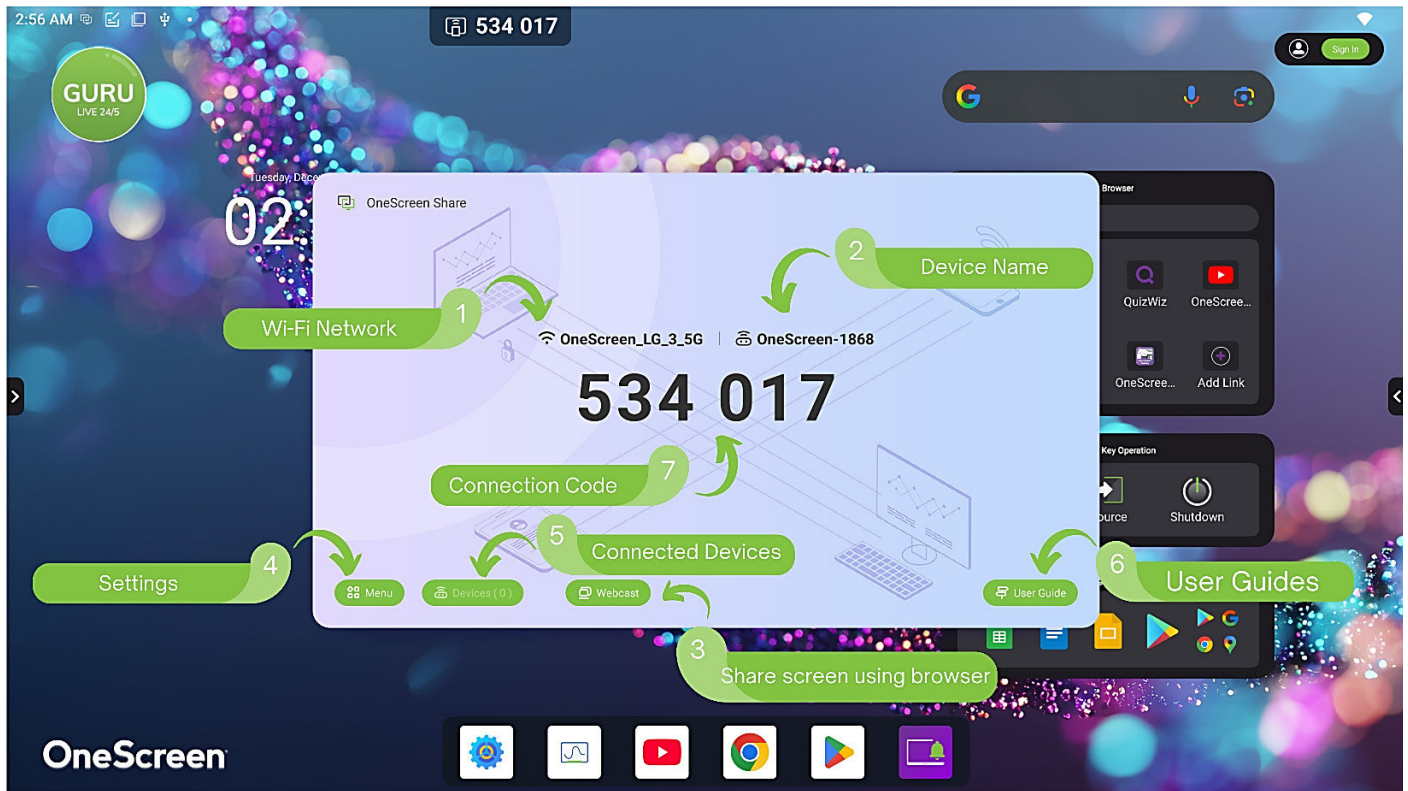 2:56 AM
534 017
Sign In
GURU
LIVE 24/5
Tuesday, Dece
02:
Browser
OneScreen Share
2
Device Name
1
Wi-Fi Network
OneScreen_LG_3_5G
OneScreen-1868
534 017
QuizWiz
OneScree...
OneScree...
Add Link
7
Connection Code
Key Operation
ource
Shutdown
5
Connected Devices
4
Settings
6
User Guides
Menu
Devices ( 0 )
Webcast
User Guide
3
Share screen using browser
OneScreen